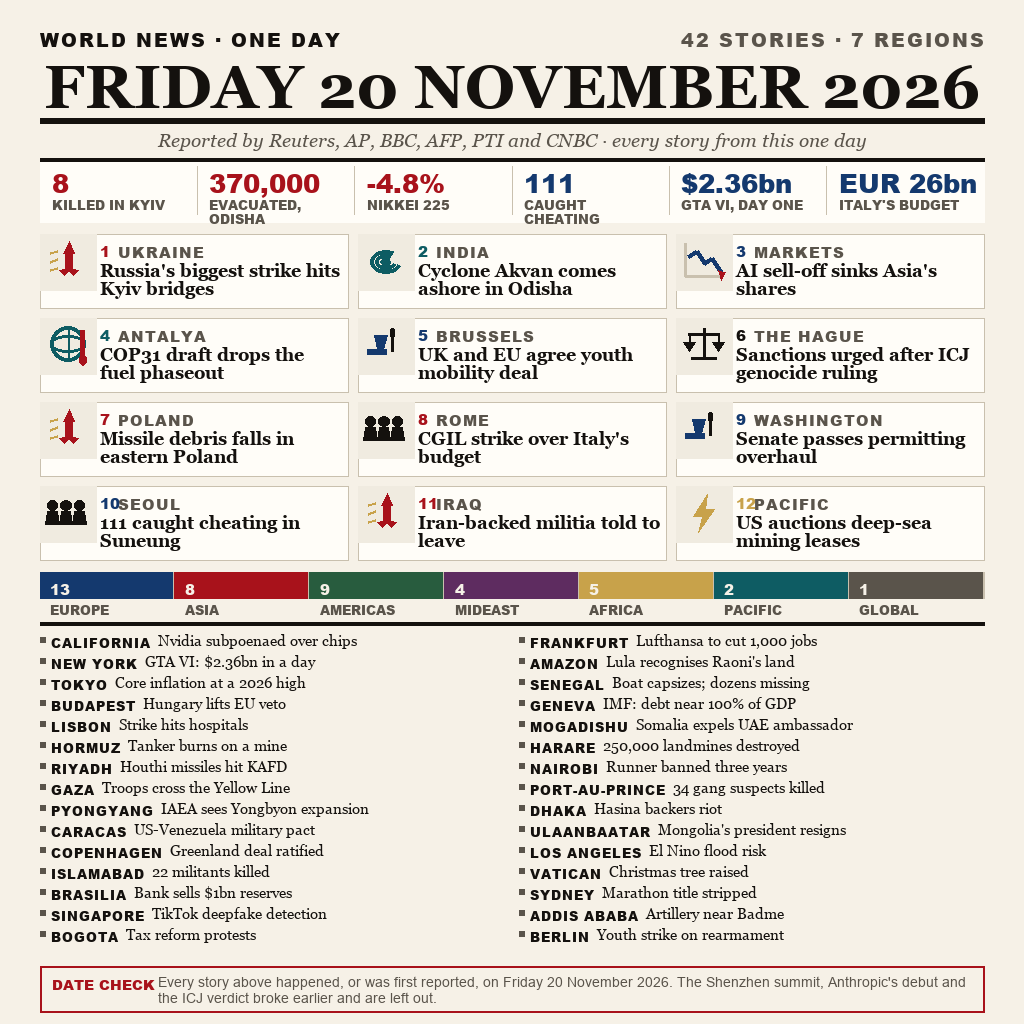 WORLD NEWS · ONE DAY
42 STORIES · 7 REGIONS
FRIDAY 20 NOVEMBER 2026
Reported by Reuters, AP, BBC, AFP, PTI and CNBC · every story from this one day
8
KILLED IN KYIV
370,000
EVACUATED,
ODISHA
-4.8%
NIKKEI 225
111
CAUGHT
CHEATING
$2.36bn
GTA VI, DAY ONE
EUR 26bn
ITALY'S BUDGET
1 UKRAINE
Russia's biggest strike hits
Kyiv bridges
2 INDIA
Cyclone Akvan comes
ashore in Odisha
3 MARKETS
AI sell-off sinks Asia's
shares
4 ANTALYA
COP31 draft drops the
fuel phaseout
5 BRUSSELS
UK and EU agree youth
mobility deal
6 THE HAGUE
Sanctions urged after ICJ
genocide ruling
7 POLAND
Missile debris falls in
eastern Poland
8 ROME
CGIL strike over Italy's
budget
9 WASHINGTON
Senate passes permitting
overhaul
10 SEOUL
111 caught cheating in
Suneung
11 IRAQ
Iran-backed militia told to
leave
12 PACIFIC
US auctions deep-sea
mining leases
13
EUROPE
8
ASIA
9
AMERICAS
4
MIDEAST
5
AFRICA
2
PACIFIC
1
GLOBAL
CALIFORNIA Nvidia subpoenaed over chips
NEW YORK GTA VI: $2.36bn in a day
TOKYO Core inflation at a 2026 high
BUDAPEST Hungary lifts EU veto
LISBON Strike hits hospitals
HORMUZ Tanker burns on a mine
RIYADH Houthi missiles hit KAFD
GAZA Troops cross the Yellow Line
PYONGYANG IAEA sees Yongbyon expansion
CARACAS US-Venezuela military pact
COPENHAGEN Greenland deal ratified
ISLAMABAD 22 militants killed
BRASILIA Bank sells $1bn reserves
SINGAPORE TikTok deepfake detection
BOGOTA Tax reform protests
FRANKFURT Lufthansa to cut 1,000 jobs
AMAZON Lula recognises Raoni's land
SENEGAL Boat capsizes; dozens missing
GENEVA IMF: debt near 100% of GDP
MOGADISHU Somalia expels UAE ambassador
HARARE 250,000 landmines destroyed
NAIROBI Runner banned three years
PORT-AU-PRINCE 34 gang suspects killed
DHAKA Hasina backers riot
ULAANBAATAR Mongolia's president resigns
LOS ANGELES El Nino flood risk
VATICAN Christmas tree raised
SYDNEY Marathon title stripped
ADDIS ABABA Artillery near Badme
BERLIN Youth strike on rearmament
DATE CHECK Every story above happened, or was first reported, on Friday 20 November 2026. The Shenzhen summit, Anthropic's debut and
the ICJ verdict broke earlier and are left out.